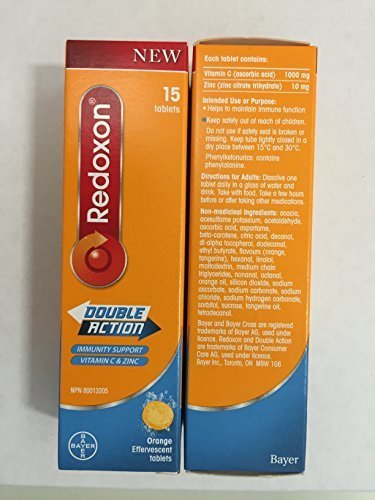 NEW
15
tablets
Redoxon®
DOUBLE
ACTION
IMMUNITY SUPPORT
VITAMIN C & ZINC
NPN 80013205
BAYER
BAYER
Orange
Effervescent
tablets
Each tablet contains:
Vitamin C (ascorbic acid) 1000 mg
Zinc (zinc citrate trihydrate) 10 mg
Intended Use or Purpose:
• Helps to maintain immune function
Keep safely out of reach of children.
Do not use if safety seal is broken or
missing. Keep tube tightly closed in a
dry place between 15°C and 30°C.
Phenylketonurics: contains
phenylalanine.
Directions for Adults: Dissolve one
tablet daily in a glass of water and
drink. Take with food. Take a few hours
before or after taking other medications.
Non-medicinal Ingredients: acacia,
acesulfame potassium, acetaldehyde,
ascorbic acid, aspartame,
beta-carotene, citric acid, decanal,
dl-alpha tocopherol, dodecanal,
ethyl butyrate, flavours (orange,
tangerine), hexanal, linalol,
maltodextrin, medium chain
triglycerides, nonanal, octanal,
orange oil, silicon dioxide, sodium
ascorbate, sodium carbonate, sodium
chloride, sodium hydrogen carbonate,
sorbitol, sucrose, tangerine oil,
tetradecanal.
Bayer and Bayer Cross are registered
trademarks of Bayer AG, used under
licence. Redoxon and Double Action
are trademarks of Bayer Consumer
Care AG, used under licence.
Bayer Inc., Toronto, ON M9W 1G6
Bayer